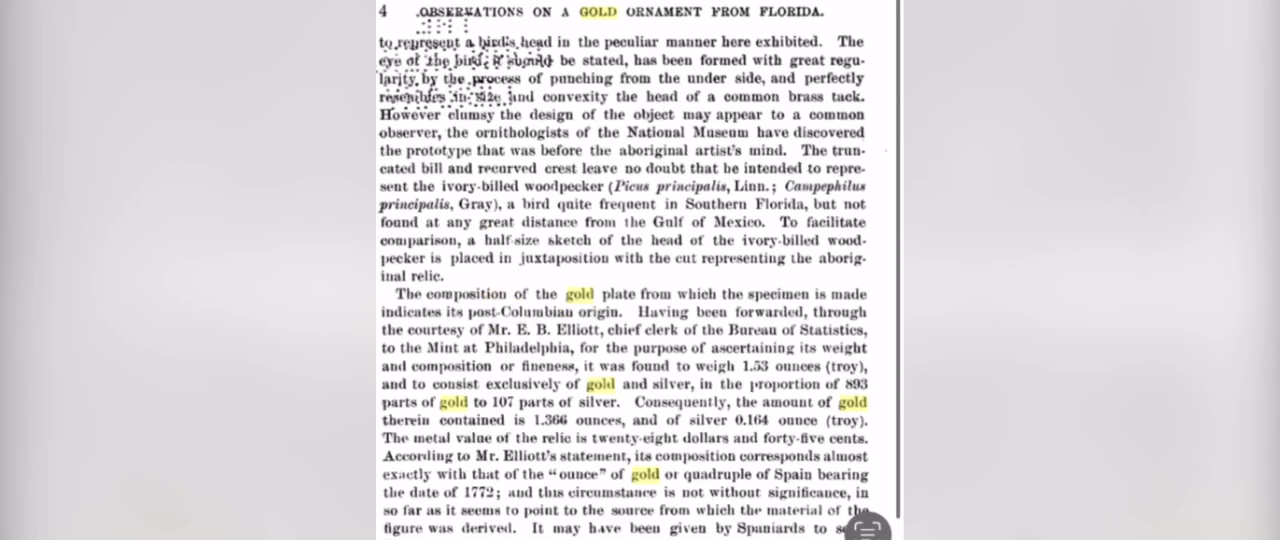 4 OBSERVATIONS ON A GOLD ORNAMENT FROM FLORIDA.
to represent a bird's head in the peculiar manner here exhibited. The
eye of the bird, it should be stated, has been formed with great regu-
larity by the process of punching from the under side, and perfectly
resembles in size and convexity the head of a common brass tack.
However clumsy the design of the object may appear to a common
observer, the ornithologists of the National Museum have discovered
the prototype that was before the aboriginal artist's mind. The trun-
cated bill and recurved crest leave no doubt that be intended to repre-
sent the ivory-billed woodpecker (Picus principalis, Linn.; Campephilus
principalis, Gray), a bird quite frequent in Southern Florida, but not
found at any great distance from the Gulf of Mexico. To facilitate
comparison, a half-size sketch of the head of the ivory-billed wood-
pecker is placed in juxtaposition with the cut representing the aborig-
inal relic.
The composition of the gold plate from which the specimen is made
indicates its post-Columbian origin. Having been forwarded, through
the courtesy of Mr. E. B. Elliott, chief clerk of the Bureau of Statistics,
to the Mint at Philadelphia, for the purpose of ascertaining its weight
and composition or fineness, it was found to weigh 1.53 ounces (troy),
and to consist exclusively of gold and silver, in the proportion of 893
parts of gold to 107 parts of silver. Consequently, the amount of gold
therein contained is 1.366 ounces, and of silver 0.164 ounce (troy).
The metal value of the relic is twenty-eight dollars and forty-five cents.
According to Mr. Elliott's statement, its composition corresponds almost
exactly with that of the "ounce" of gold or quadruple of Spain bearing
the date of 1772; and this circumstance is not without significance, in
so far as it seems to point to the source from which the material of the
figure was derived. It may have been given by Spaniards to